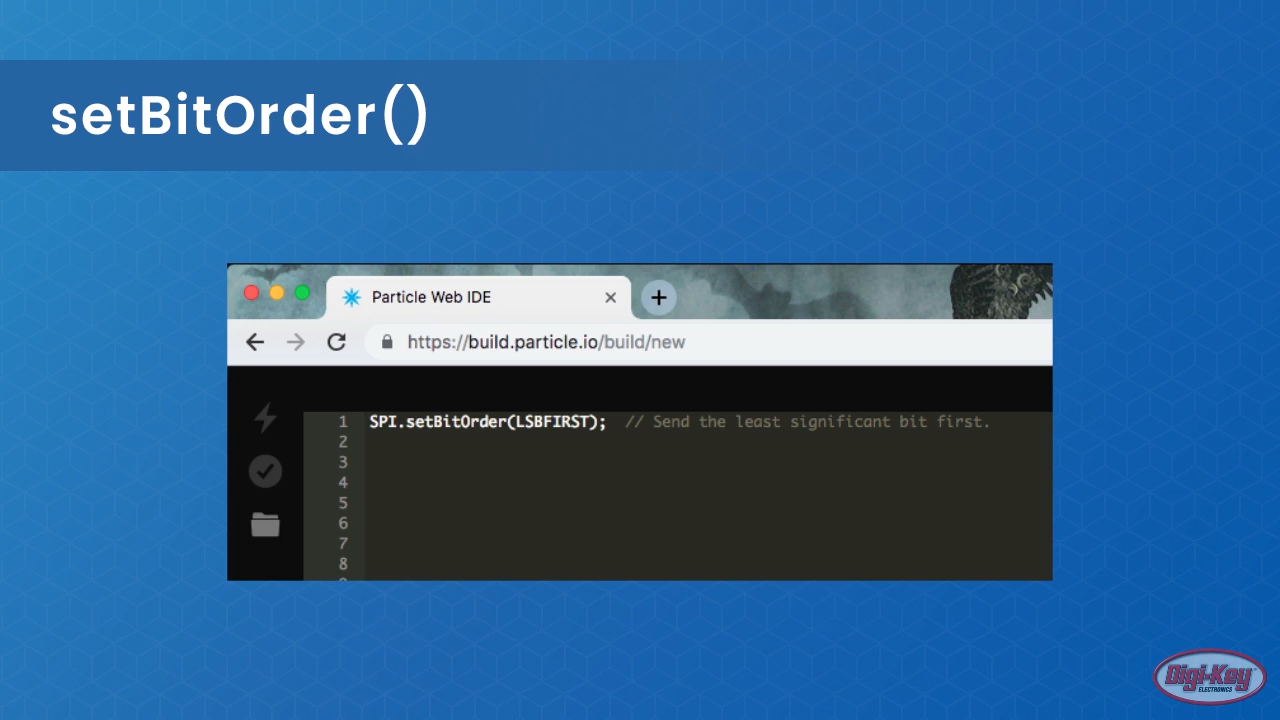 setBitOrder()
Particle Web IDE
https://build.particle.io/build/new
1 SPI.setBitOrder(LSBFIRST); // Send the least significant bit first.
2
3
4
5
6
7
8
Digi-Key
ELECTRONICS